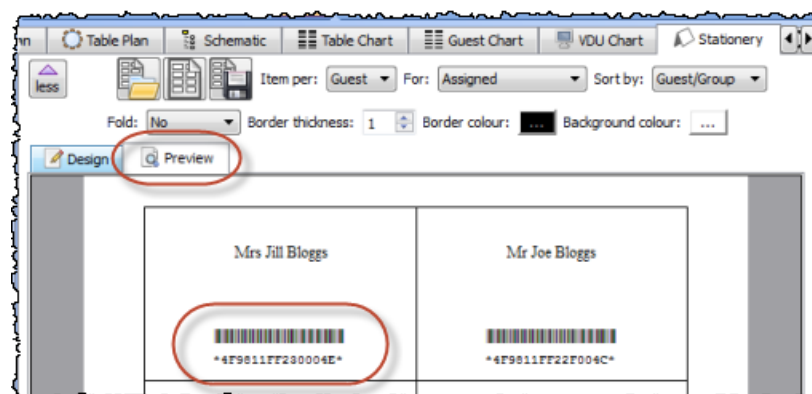 Table Plan Schematic Table Chart Guest Chart VDU Chart Stationery
less Item per: Guest For: Assigned Sort by: Guest/Group
Fold: No Border thickness: 1 Border colour: ... Background colour: ...
Design Preview
Mrs Jill Bloggs Mr Joe Bloggs
*4F9811FF230004E* *4F9811FF22F004C*